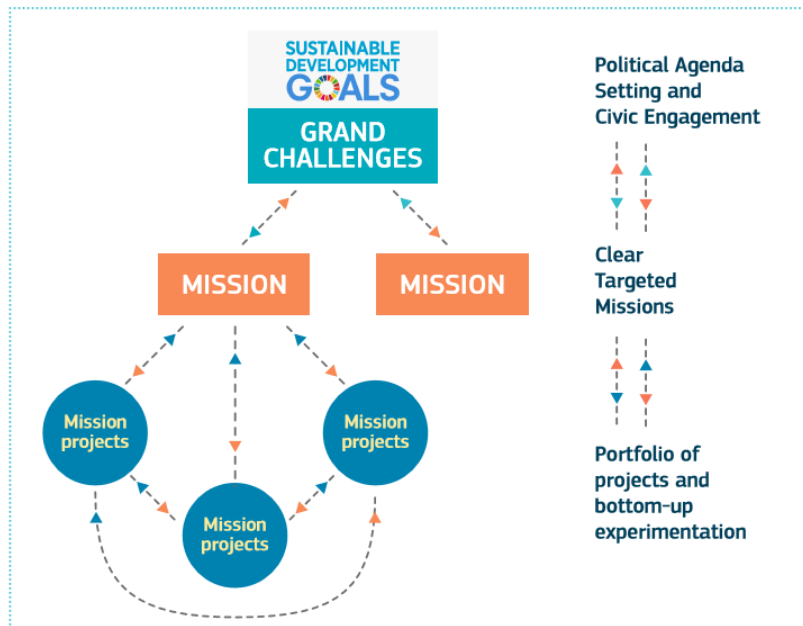 SUSTAINABLE
DEVELOPMENT
GOALS
GRAND
CHALLENGES
MISSION
MISSION
Mission
projects
Mission
projects
Mission
projects
Political Agenda
Setting and
Civic Engagement
Clear
Targeted
Missions
Portfolio of
projects and
bottom-up
experimentation